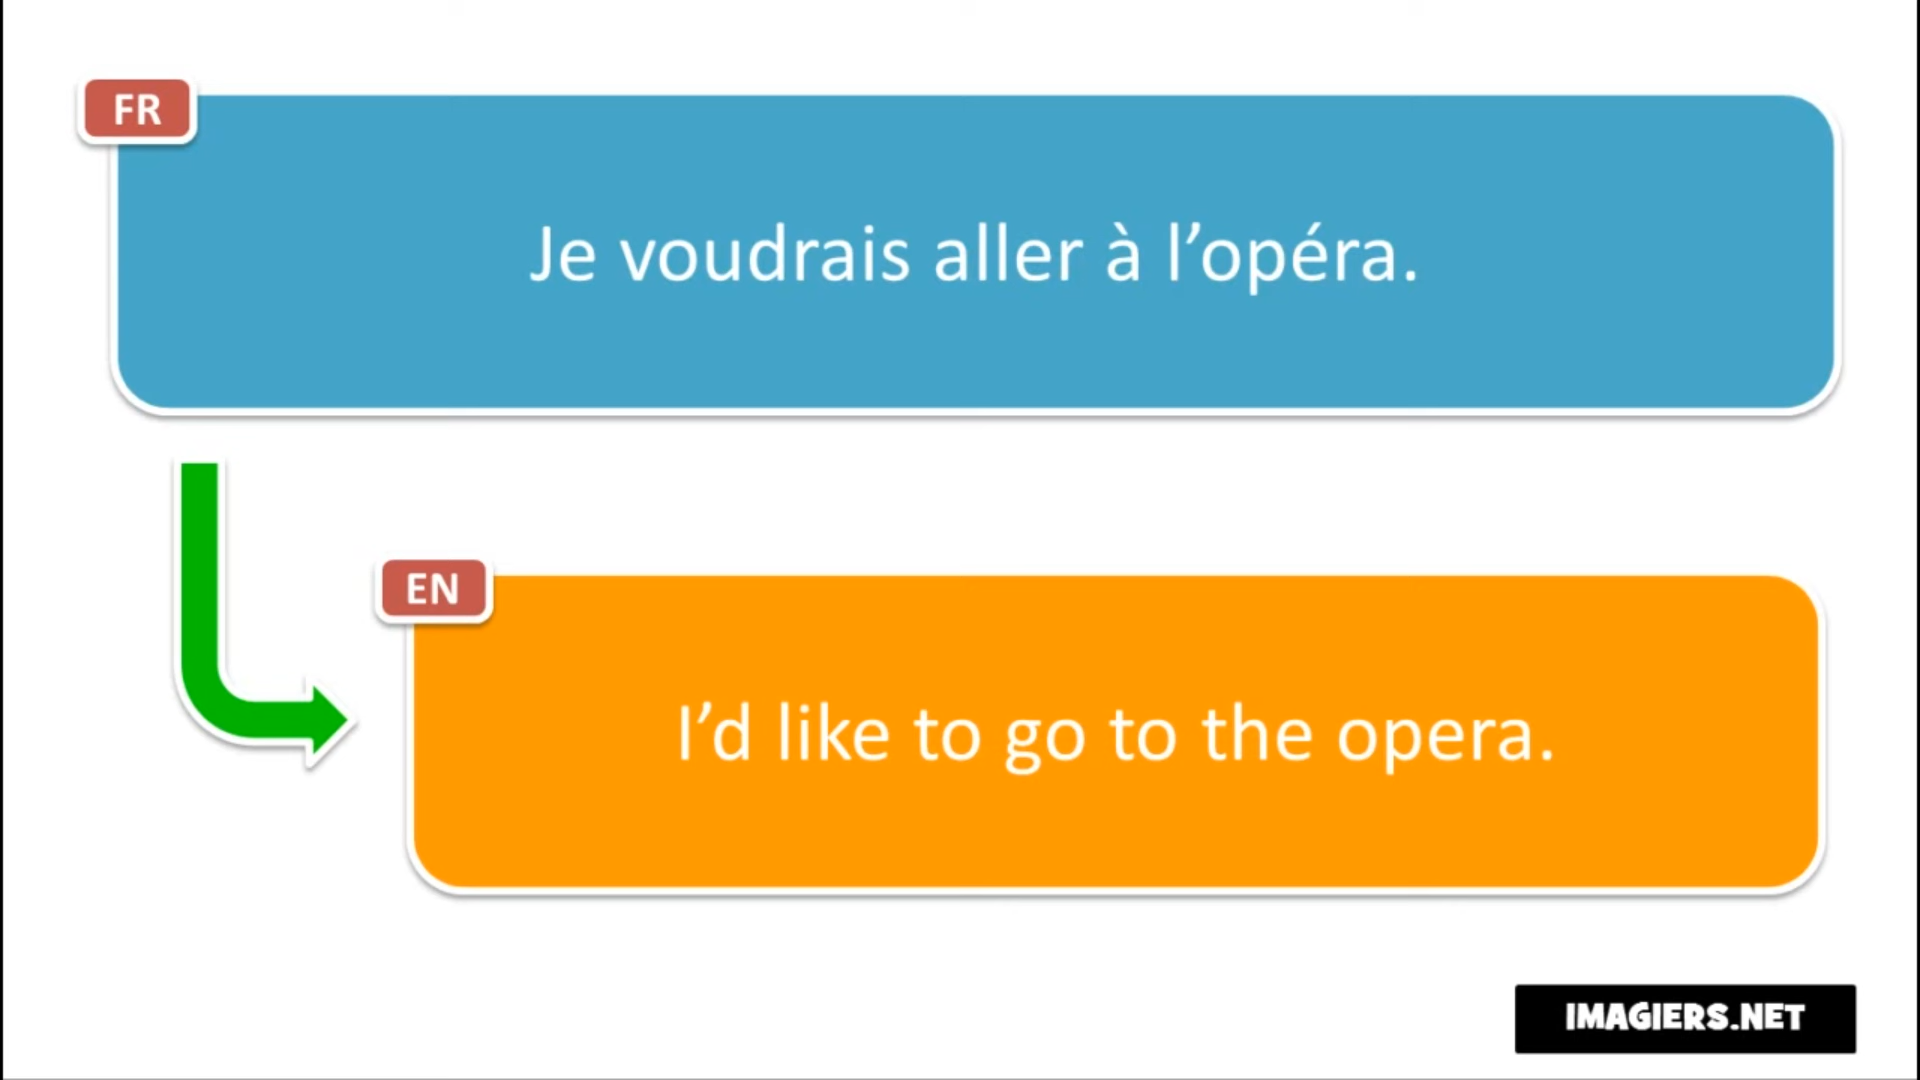 FR
Je voudrais aller à l’opéra.
EN
I’d like to go to the opera.
IMAGIERS.NET